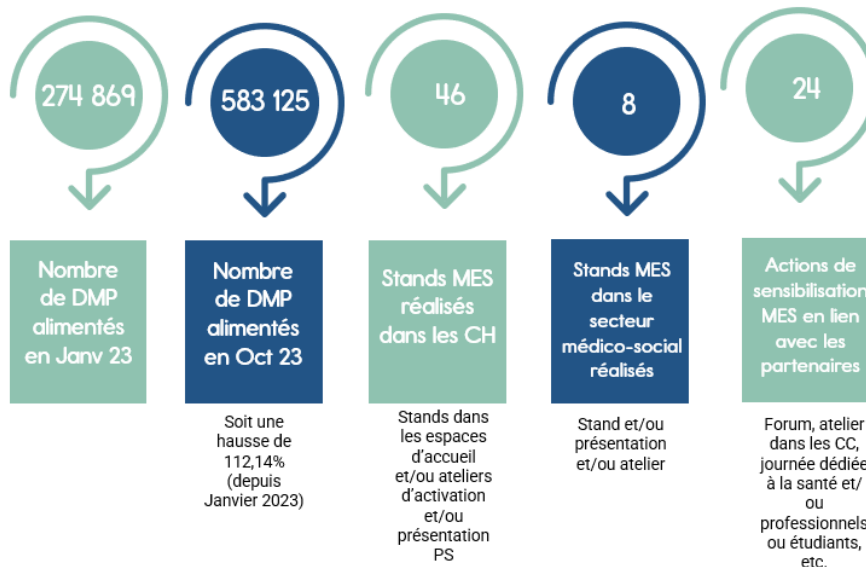 274 869
583 125
46
8
24
Nombre
de DMP
alimentés
en Janv 23
Nombre
de DMP
alimentés
en Oct 23
Stands MES
réalisés
dans les CH
Stands MES
dans le
secteur
médico-social
réalisés
Actions de
sensibilisation
MES en lien
avec les
partenaires
Soit une
hausse de
112,14%
(depuis
Janvier 2023)
Stands dans
les espaces
d'accueil
et/ou ateliers
d'activation
et/ou
présentation
PS
Stand et/ou
présentation
et/ou atelier
Forum, atelier
dans les CC,
journée dédiée
à la santé et/
ou
professionnels
ou étudiants,
etc.